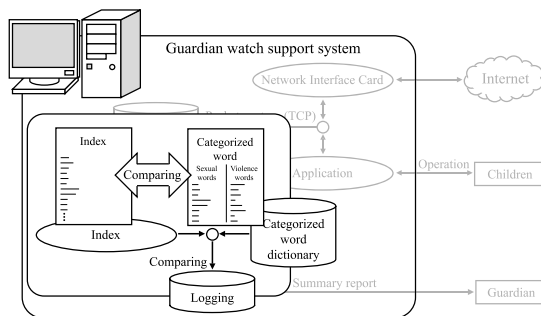 Guardian watch support system
Network Interface Card
Internet
(TCP)
Index
Categorized
word
Sexual
words
Violence
words
Comparing
Application
Operation
Children
Index
Categorized
word
dictionary
Comparing
Logging
Summary report
Guardian